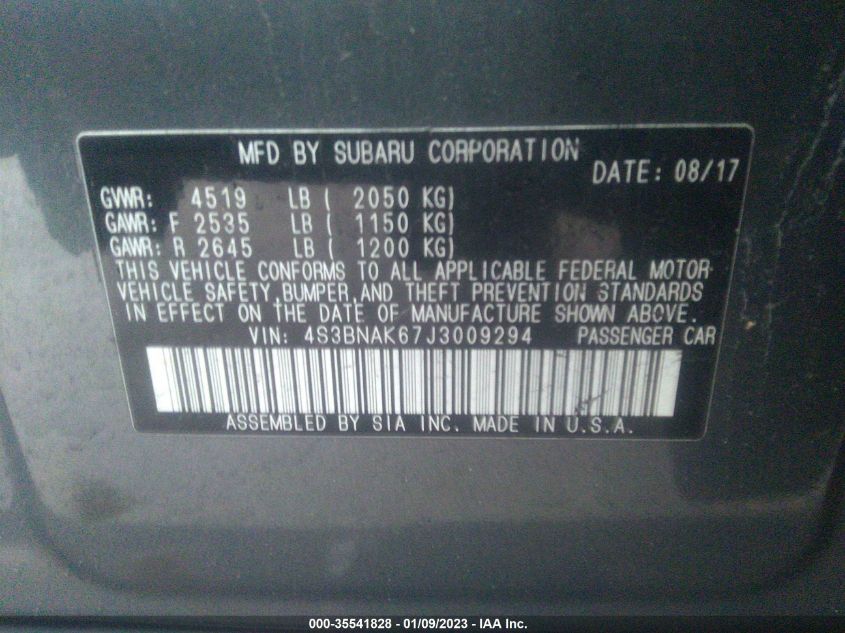 MFD BY SUBARU CORPORATION
DATE: 08/17
GVWR: 4519 LB ( 2050 KG)
GAWR: F 2535 LB ( 1150 KG)
GAWR: R 2645 LB ( 1200 KG)
THIS VEHICLE CONFORMS TO ALL APPLICABLE FEDERAL MOTOR
VEHICLE SAFETY,BUMPER,AND THEFT PREVENTION STANDARDS
IN EFFECT ON THE DATE OF MANUFACTURE SHOWN ABOVE.
VIN: 4S3BNAK67J3009294 PASSENGER CAR
ASSEMBLED BY SIA INC. MADE IN U.S.A.
000-35541828 - 01/09/2023 - IAA Inc.